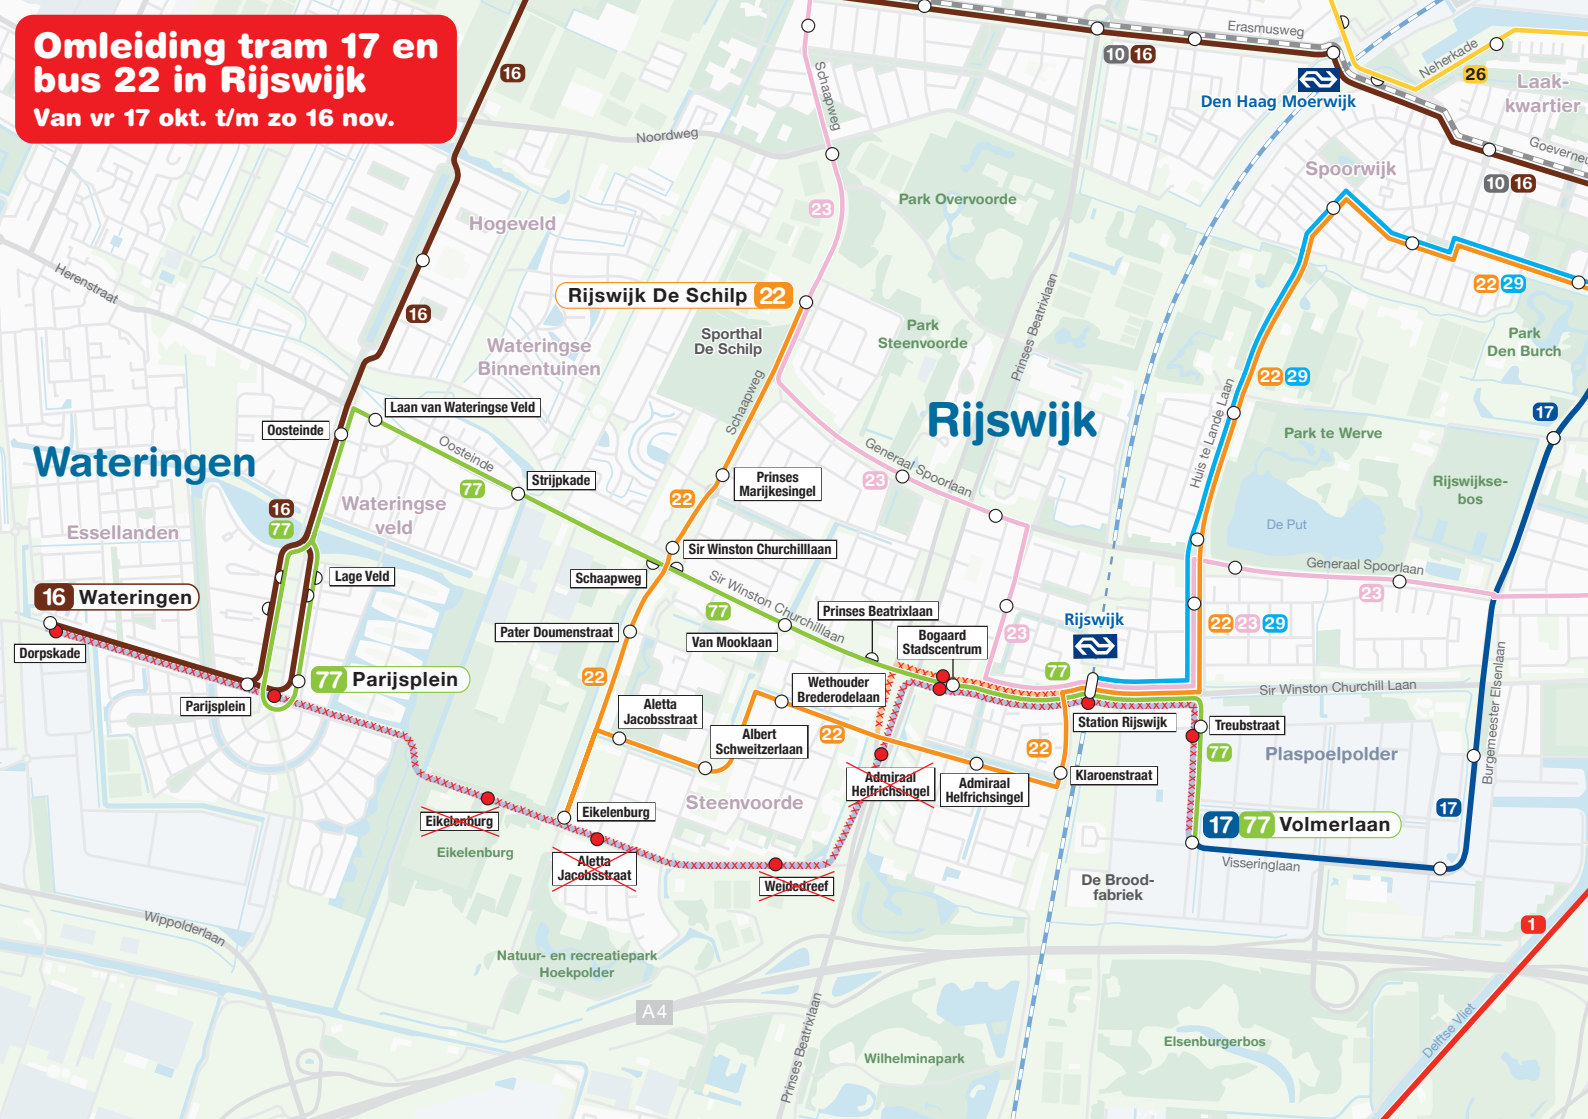 Omleiding tram 17 en
bus 22 in Rijswijk
Van vr 17 okt. t/m zo 16 nov.
16
Schaapweg
10 16
Erasmusweg
Neherkade
26
Laak-
kwartier
Den Haag Moerwijk
Noordweg
Spoorwijk
10 16
Park Overvoorde
23
Hogeveld
Herenstraat
16
Rijswijk De Schilp 22
Prinses Beatrixlaan
22 29
Park
Steenvoorde
Sporthal
De Schilp
Wateringse
Binnentuinen
Park
Den Burch
22 29
Schaapweg
Huis te Lande Laan
17
Laan van Wateringse Veld
Oosteinde
Rijswijk
Park te Werve
Wateringen
Oosteinde
Generaal Spoorlaan
23
Strijpkade
77
Prinses
Marijkesingel
22
Rijswijkse-
bos
16
77
Wateringse
veld
Essellanden
De Put
Sir Winston Churchilllaan
Schaapweg
Lage Veld
Sir Winston Churchilllaan
77
Generaal Spoorlaan
23
16 Wateringen
Prinses Beatrixlaan
Rijswijk
22 23 29
Dorpskade
Pater Doumenstraat
Van Mooklaan
Bogaard
Stadscentrum
23
77
Burgemeester Elsenlaan
22
77 Parijsplein
Parijsplein
Wethouder
Brederodelaan
Sir Winston Churchill Laan
Aletta
Jacobsstraat
Station Rijswijk
Treubstraat
Albert
Schweitzerlaan
22
22
77
Plaspoelpolder
Admiraal
Helfrichsingel
Admiraal
Helfrichsingel
Klaroenstraat
Steenvoorde
Eikelenburg
Eikelenburg
17
17 77 Volmerlaan
Eikelenburg
Aletta
Jacobsstraat
Weidedreef
Visseringlaan
De Brood-
fabriek
Wippolderlaan
1
Natuur- en recreatiepark
Hoekpolder
A4
Prinses Beatrixlaan
Wilhelminapark
Elsenburgerbos
Delftse Vliet